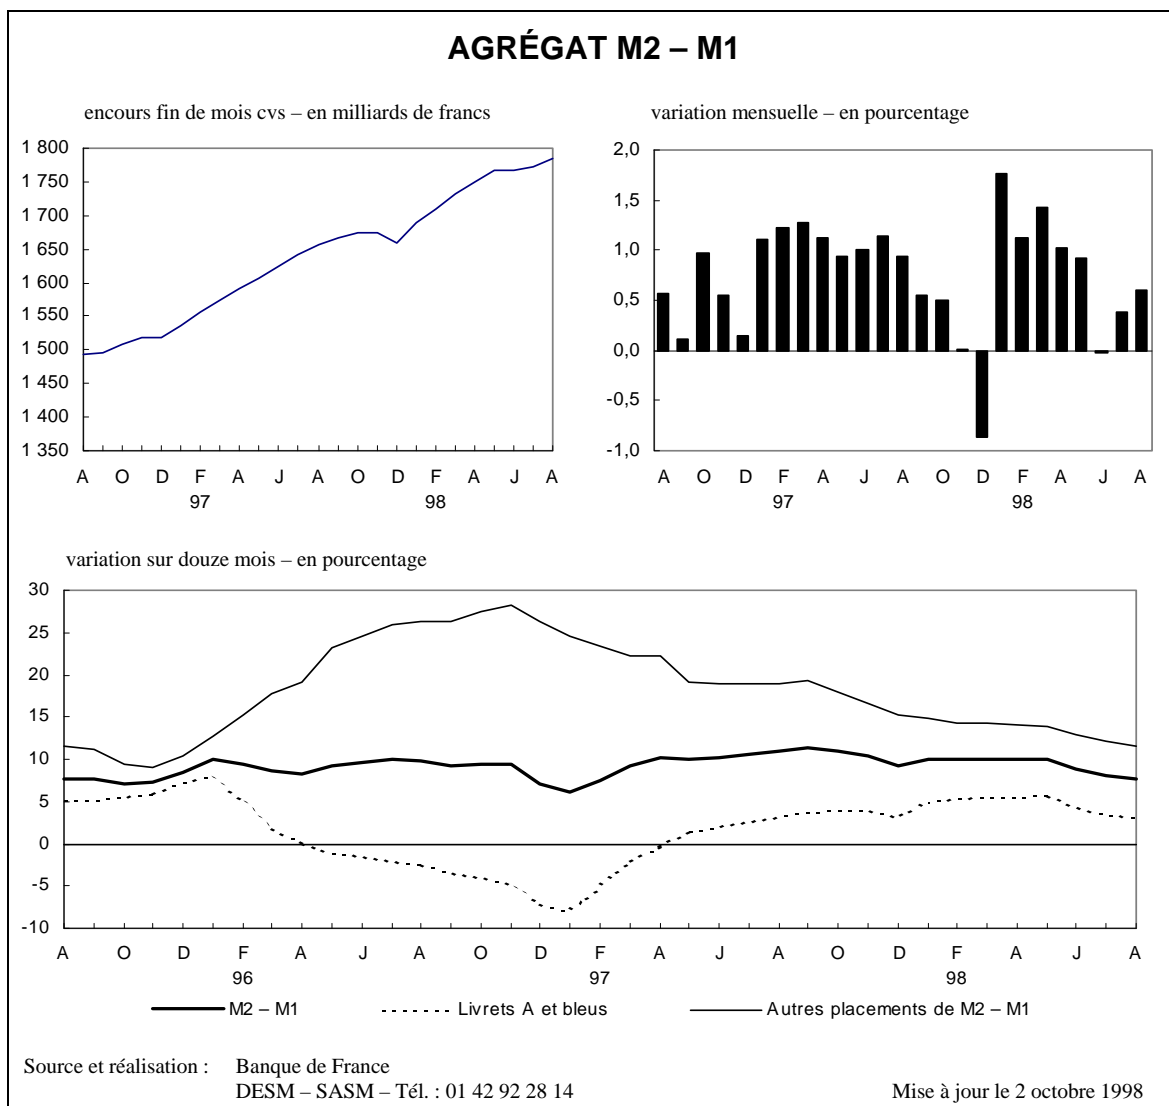 AGRÉGAT M2 – M1
encours fin de mois cvs – en milliards de francs
1 800
1 750
1 700
1 650
1 600
1 550
1 500
1 450
1 400
1 350
A O D F A J A O D F A J A
97 98
variation mensuelle – en pourcentage
2,0
1,5
1,0
0,5
0,0
-0,5
-1,0
A O D F A J A O D F A J A
97 98
variation sur douze mois – en pourcentage
30
25
20
15
10
5
0
-5
-10
A O D F A J A O D F A J A O D F A J A
96 97 98
M2 – M1 Livrets A et bleus Autres placements de M2 – M1
Source et réalisation : Banque de France
DESM – SASM – Tél. : 01 42 92 28 14 Mise à jour le 2 octobre 1998